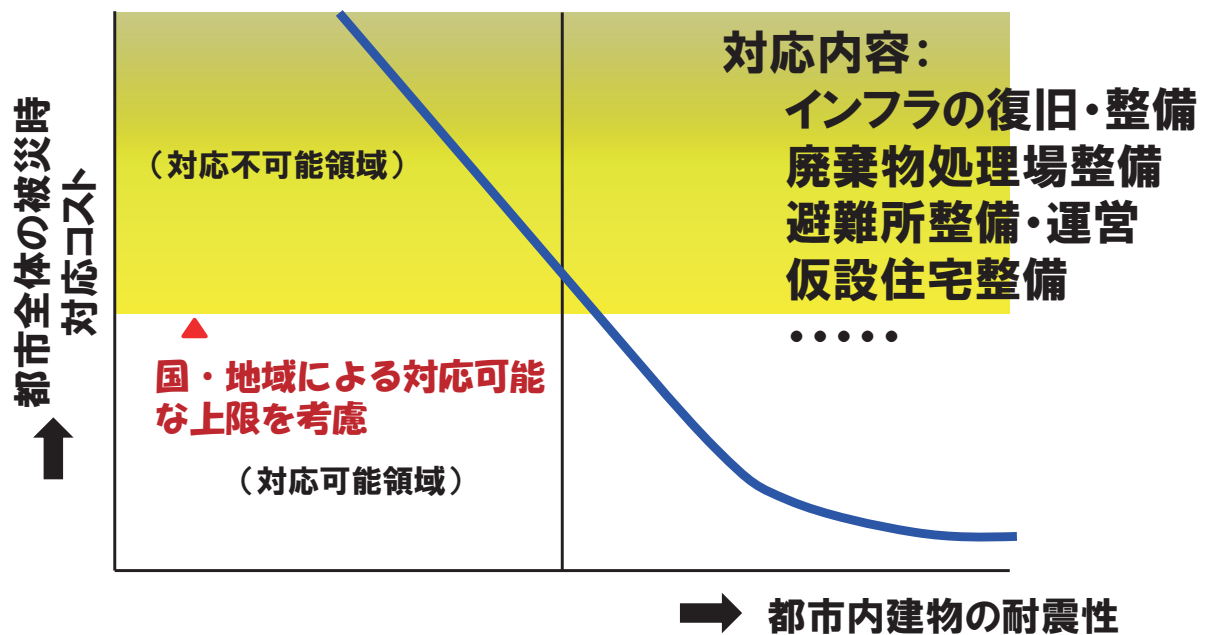 対応内容：
インフラの復旧・整備
廃棄物処理場整備
避難所整備・運営
仮設住宅整備
・・・・・
（対応不可能領域）
国・地域による対応可能
な上限を考慮
（対応可能領域）
都市全体の被災時
対応コスト
都市内建物の耐震性